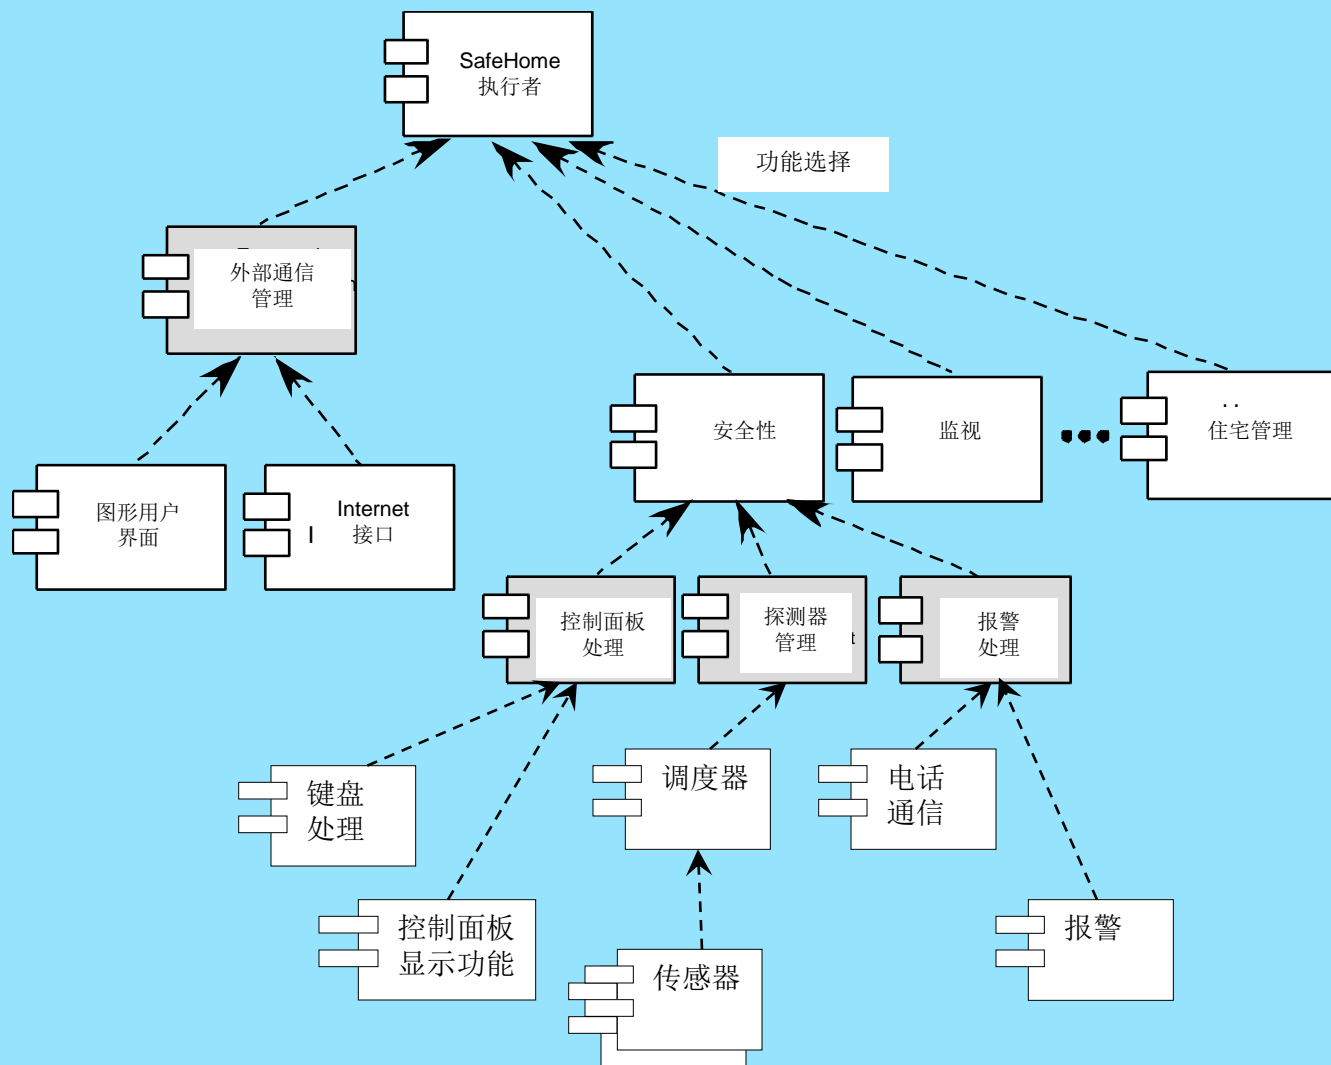 SafeHome
执行者
功能选择
外部通信
管理
安全性
监视
. .
住宅管理
图形用户
界面
Internet
I 接口
控制面板
处理
探测器
管理
t
报警
处理
键盘
处理
调度器
电话
通信
控制面板
显示功能
传感器
报警